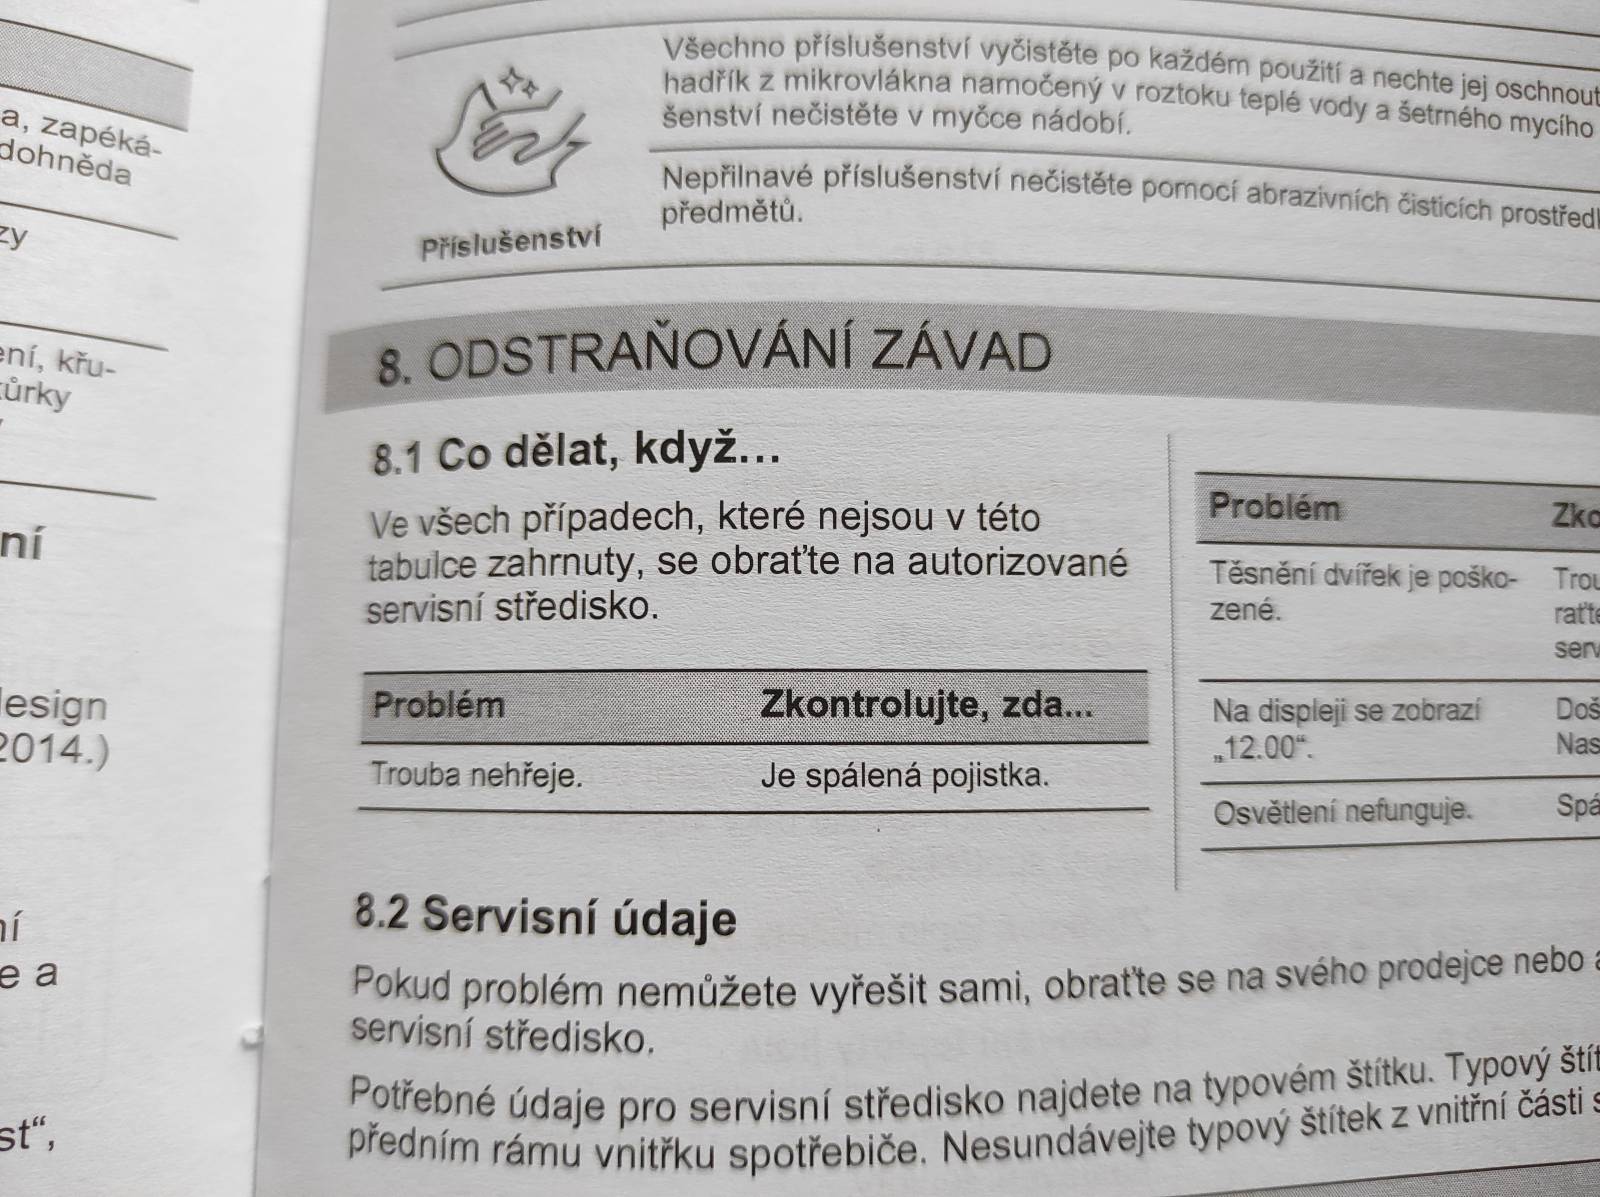 zapéká-
dohněda
křu-
design
2014.)
e a
Všechno příslušenství vyčistěte po každém použití a nechte jej oschnout
hadřík z mikrovlákna namočený v roztoku teplé vody a šetrného mycího
šenství nečistěte v myčce nádobí.
Nepřilnavé příslušenství nečistěte pomocí abrazivních čisticích
předmětů.
Příslušenství
8. ODSTRAŇOVÁNÍ ZÁVAD
8.1 Co dělat, když...
Ve všech případech, které nejsou v této
tabulce zahrnuty, se obraťte na autorizované
servisní středisko.
Problém Zkontrolujte, zda...
Trouba nehřeje. Je spálená pojistka.
Problém
Těsnění dvířek je poško-
zené.
Na displeji se zobrazí
„12.00“.
Osvětlení nefunguje.
8.2 Servisní údaje
Pokud problém nemůžete vyřešit sami, obraťte se na svého prodejce nebo
servisní středisko.
Potřebné údaje pro servisní středisko najdete na typovém štítku. Typový
předním rámu vnitřku spotřebiče. Nesundávejte typový štítek z vnitřní části